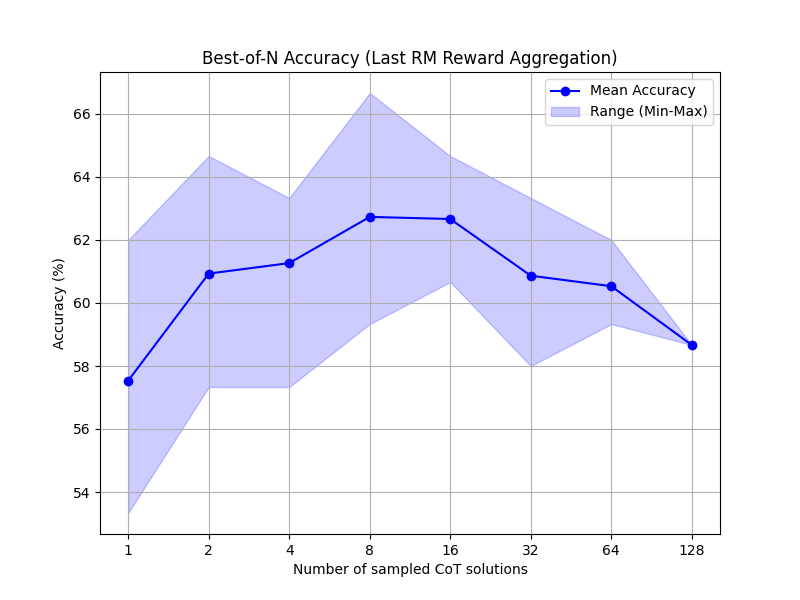 Best-of-N Accuracy (Last RM Reward Aggregation)
Mean Accuracy
Range (Min-Max)
Accuracy (%)
66
64
62
60
58
56
54
1 2 4 8 16 32 64 128
Number of sampled CoT solutions